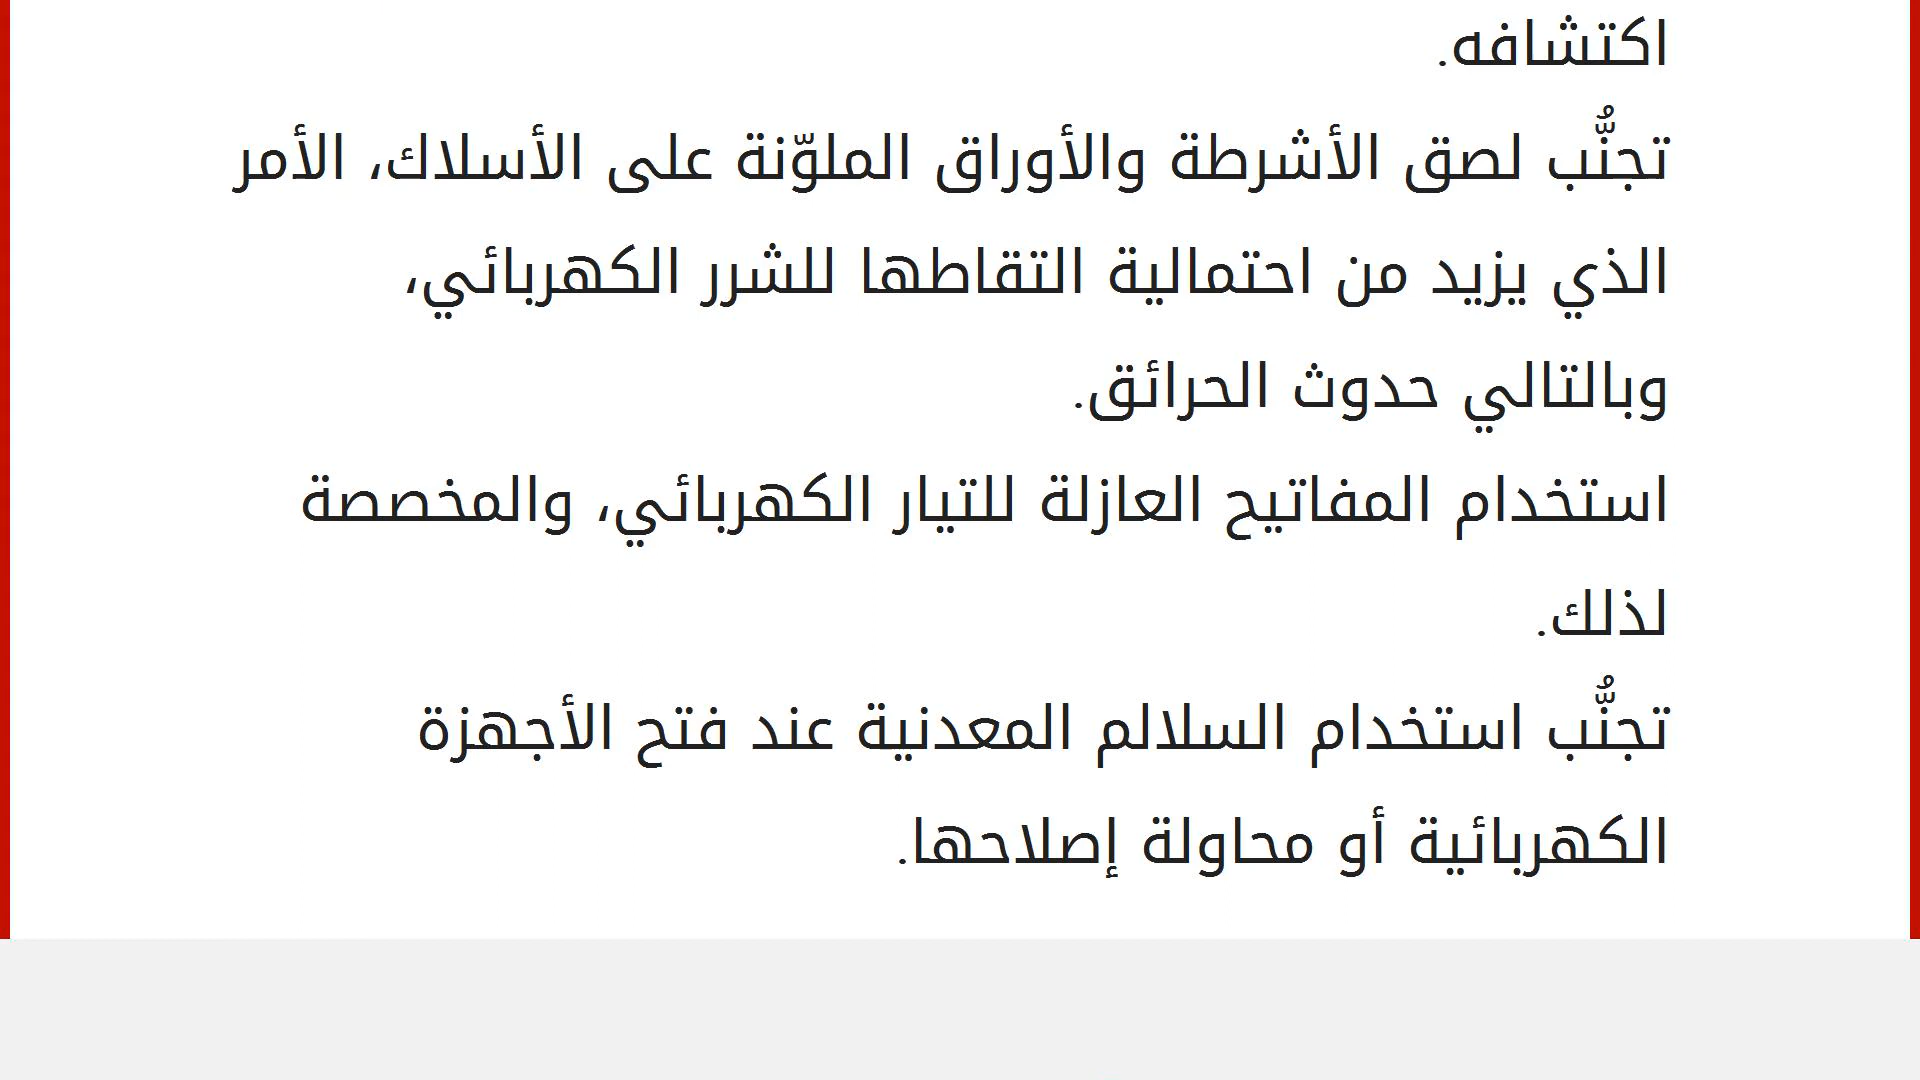 اكتشافه.
تجنُّب لصق الأشرطة والأوراق الملوّنة على الأسلاك، الأمر
الذي يزيد من احتمالية التقاطها للشرر الكهربائي،
وبالتالي حدوث الحرائق.
استخدام المفاتيح العازلة للتيار الكهربائي، والمخصصة
لذلك.
تجنُّب استخدام السلالم المعدنية عند فتح الأجهزة
الكهربائية أو محاولة إصلاحها.